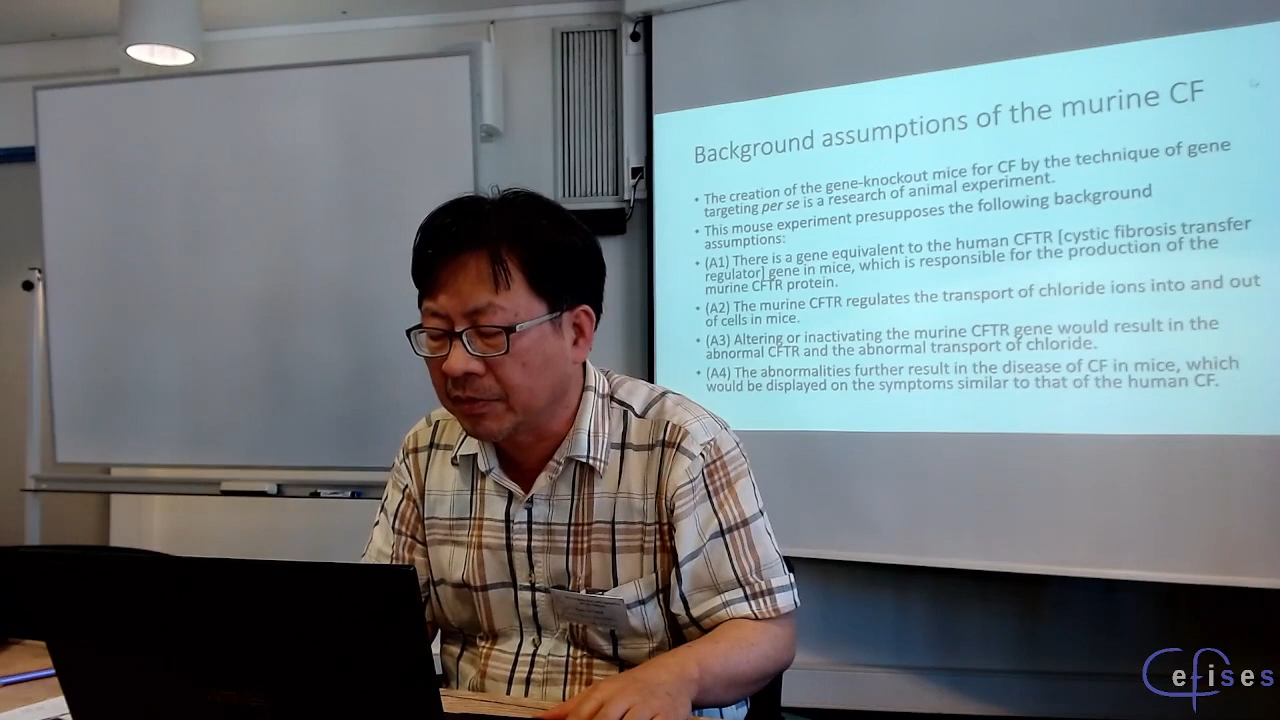 Background assumptions of the murine CF
• The creation of the gene-knockout mice for CF by the technique of gene
targeting per se is a research of animal experiment.
• This mouse experiment presupposes the following background
assumptions:
• (A1) There is a gene equivalent to the human CFTR [cystic fibrosis transfer
regulator] gene in mice, which is responsible for the production of the
murine CFTR protein.
• (A2) The murine CFTR regulates the transport of chloride ions into and out
of cells in mice.
• (A3) Altering or inactivating the murine CFTR gene would result in the
abnormal CFTR and the abnormal transport of chloride.
• (A4) The abnormalities further result in the disease of CF in mice, which
would be displayed on the symptoms similar to that of the human CF.
Cefises